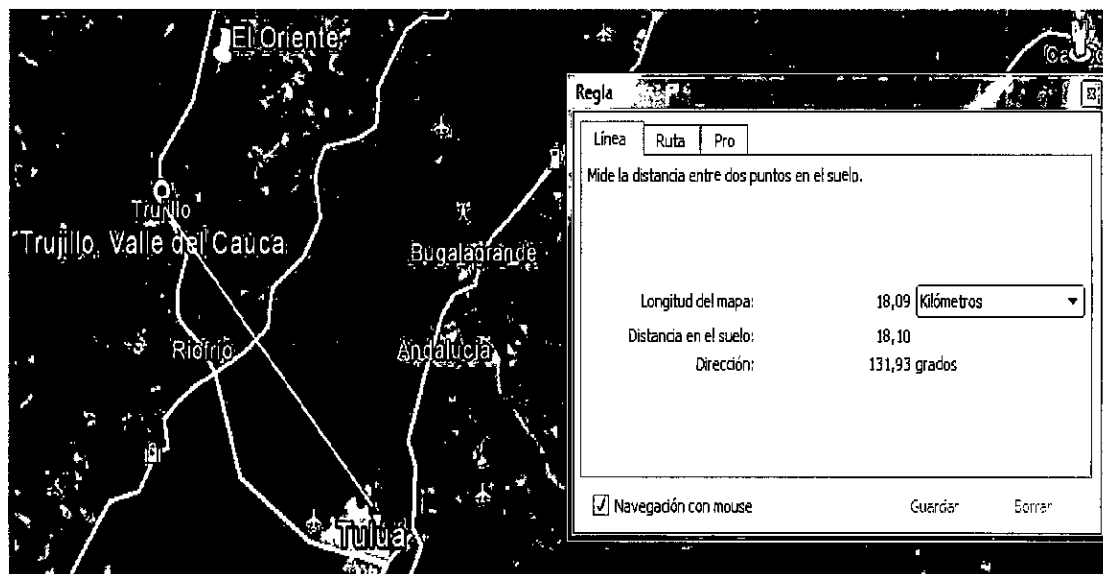 El Oriente
Trujillo
Trujillo, Valle del Cauca
Bugalagrande
Riofrio
Andalucia
Tulua
Regla
Línea
Ruta
Pro
Mide la distancia entre dos puntos en el suelo.
Longitud del mapa: 18,09 Kilómetros
Distancia en el suelo: 18,10
Dirección: 131,93 grados
Navegación con mouse
Guardar
Borrar